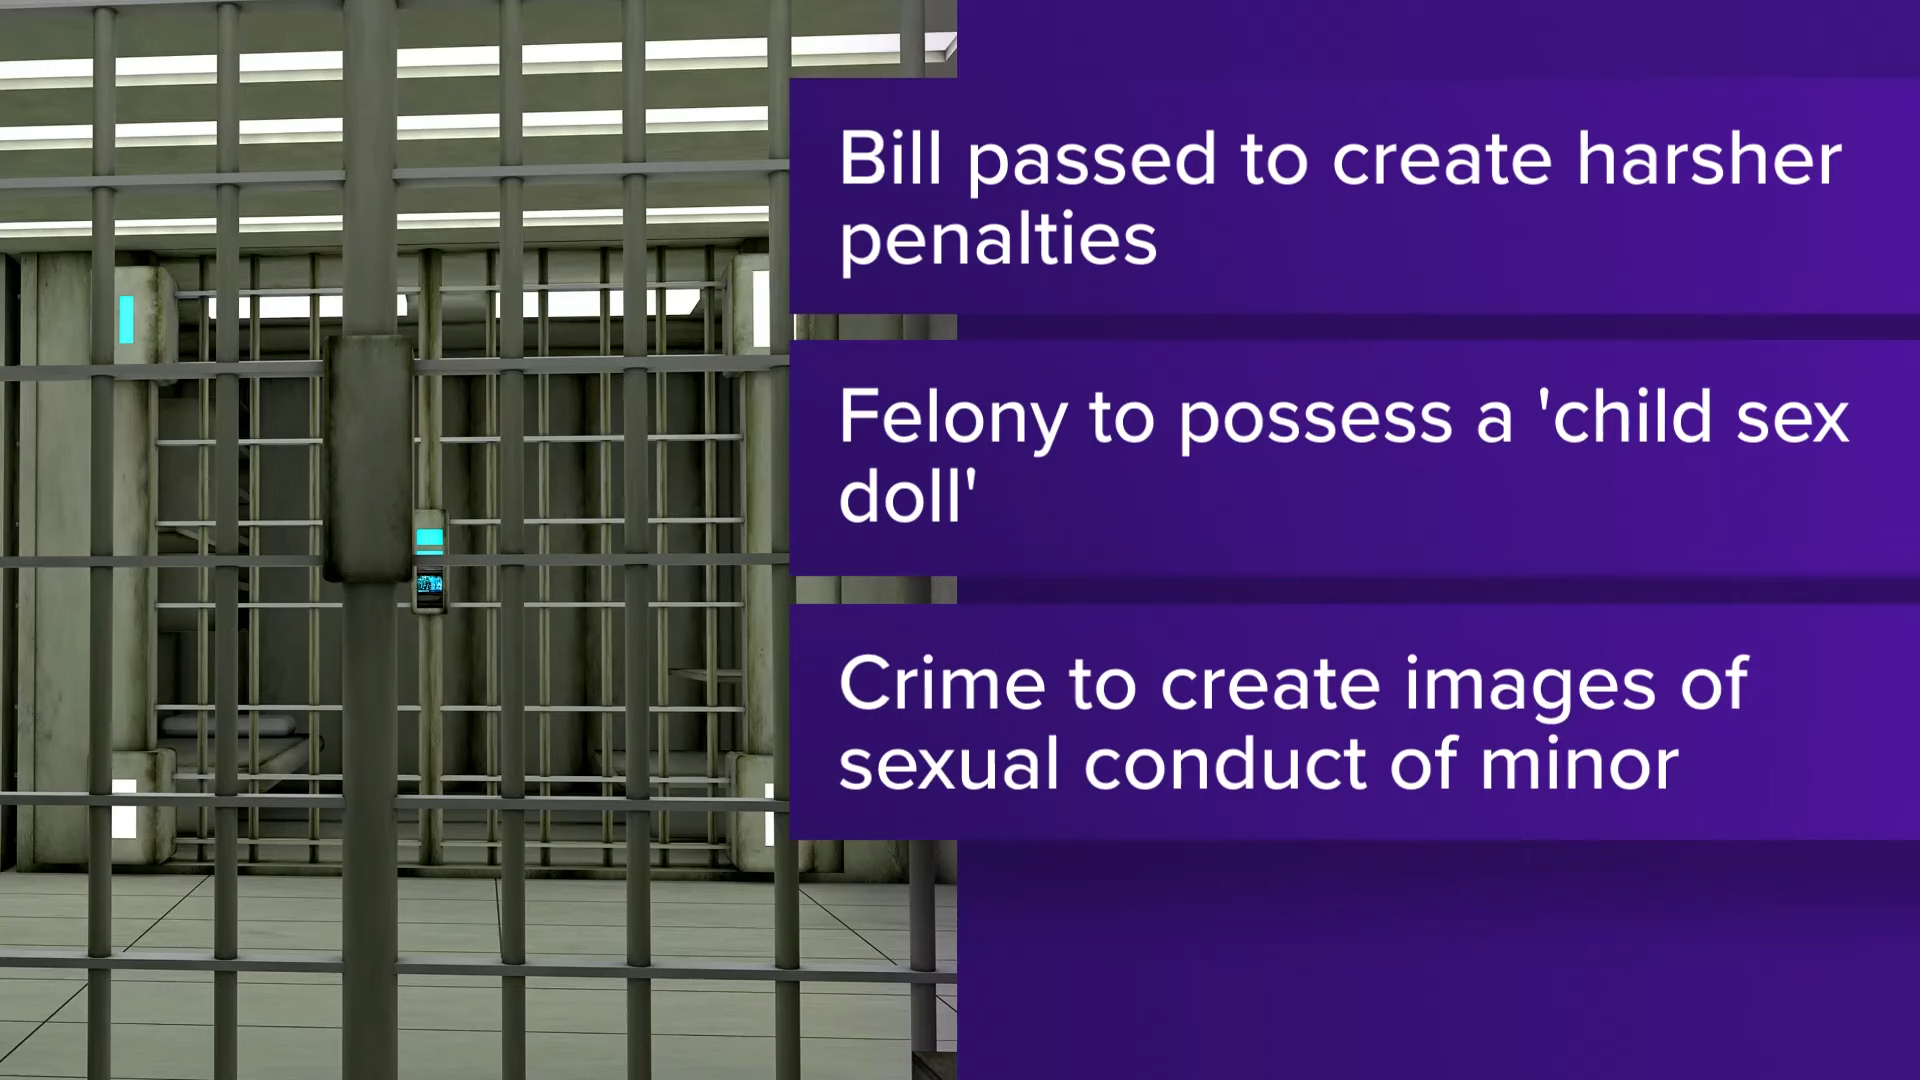 Bill passed to create harsher
penalties
Felony to possess a 'child sex
doll'
Crime to create images of
sexual conduct of minor